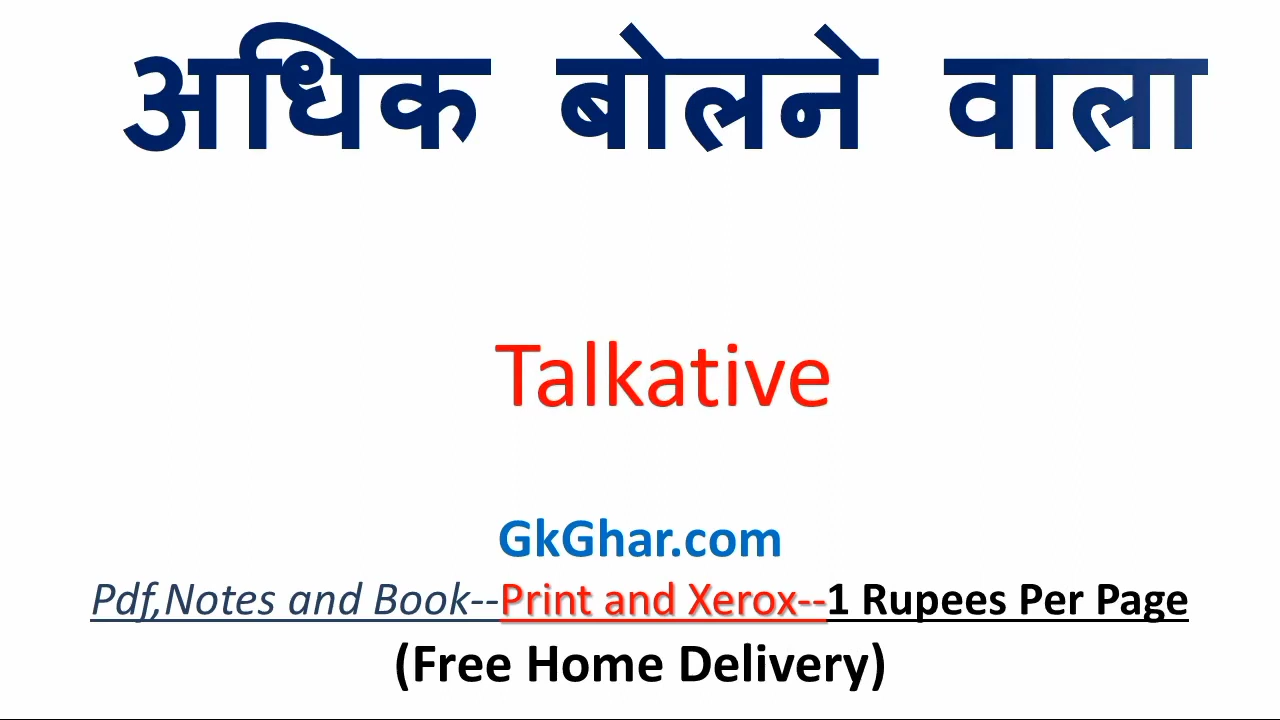 अधिक बोलने वाला
Talkative
GkGhar.com
Pdf,Notes and Book--Print and Xerox--1 Rupees Per Page
(Free Home Delivery)